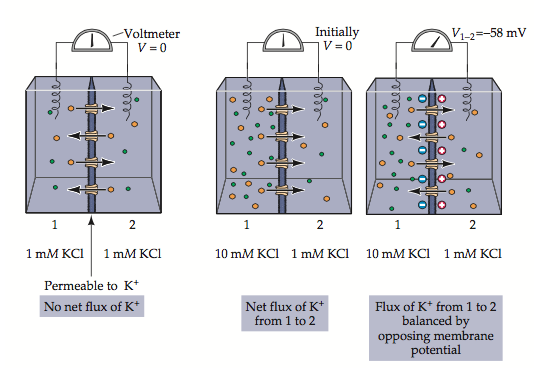 Voltmeter
V = 0
Initially
V = 0
V1–2=–58 mV
1
2
1
2
1
2
1 mM KCl
1 mM KCl
10 mM KCl
1 mM KCl
10 mM KCl
1 mM KCl
Permeable to K+
No net flux of K+
Net flux of K+
from 1 to 2
Flux of K+ from 1 to 2
balanced by
opposing membrane
potential